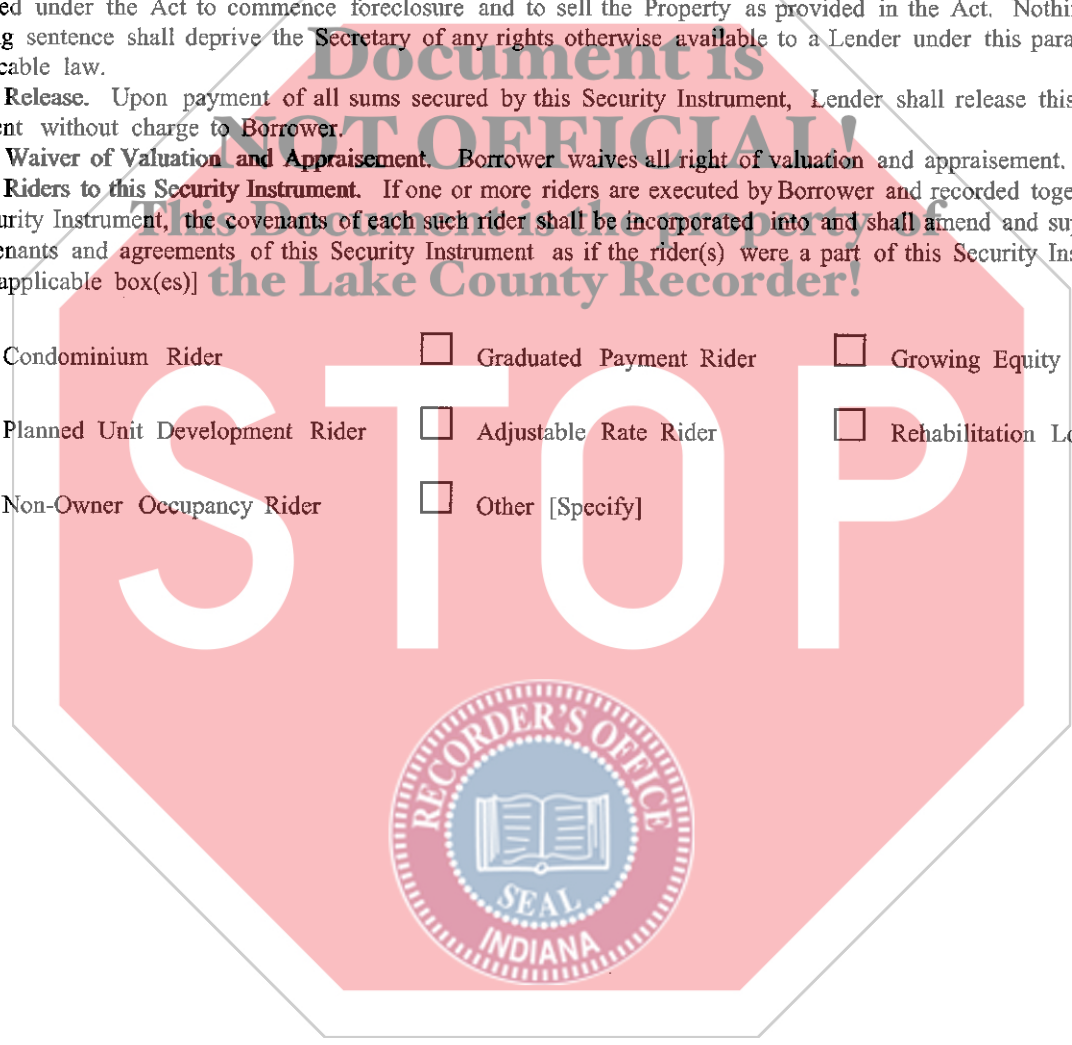 ed under the Act to commence foreclosure and to sell the Property as provided in the Act. Nothi
g sentence shall deprive the Secretary of any rights otherwise available to a Lender under this para
cable law.
Release. Upon payment of all sums secured by this Security Instrument, Lender shall release this
nt without charge to Borrower.
Waiver of Valuation and Appraisement. Borrower waives all right of valuation and appraisement.
Riders to this Security Instrument. If one or more riders are executed by Borrower and recorded toge
urity Instrument, the covenants of each such rider shall be incorporated into and shall amend and su
enants and agreements of this Security Instrument as if the rider(s) were a part of this Security Ins
applicable box(es)]
Document is
NOT OFFICIAL!
This Document is the property of
the Lake County Recorder!
Condominium Rider Graduated Payment Rider Growing Equity
Planned Unit Development Rider Adjustable Rate Rider Rehabilitation Lo
Non-Owner Occupancy Rider Other [Specify]
STOP
RECORDER'S OFFICE
SEAL
INDIANA